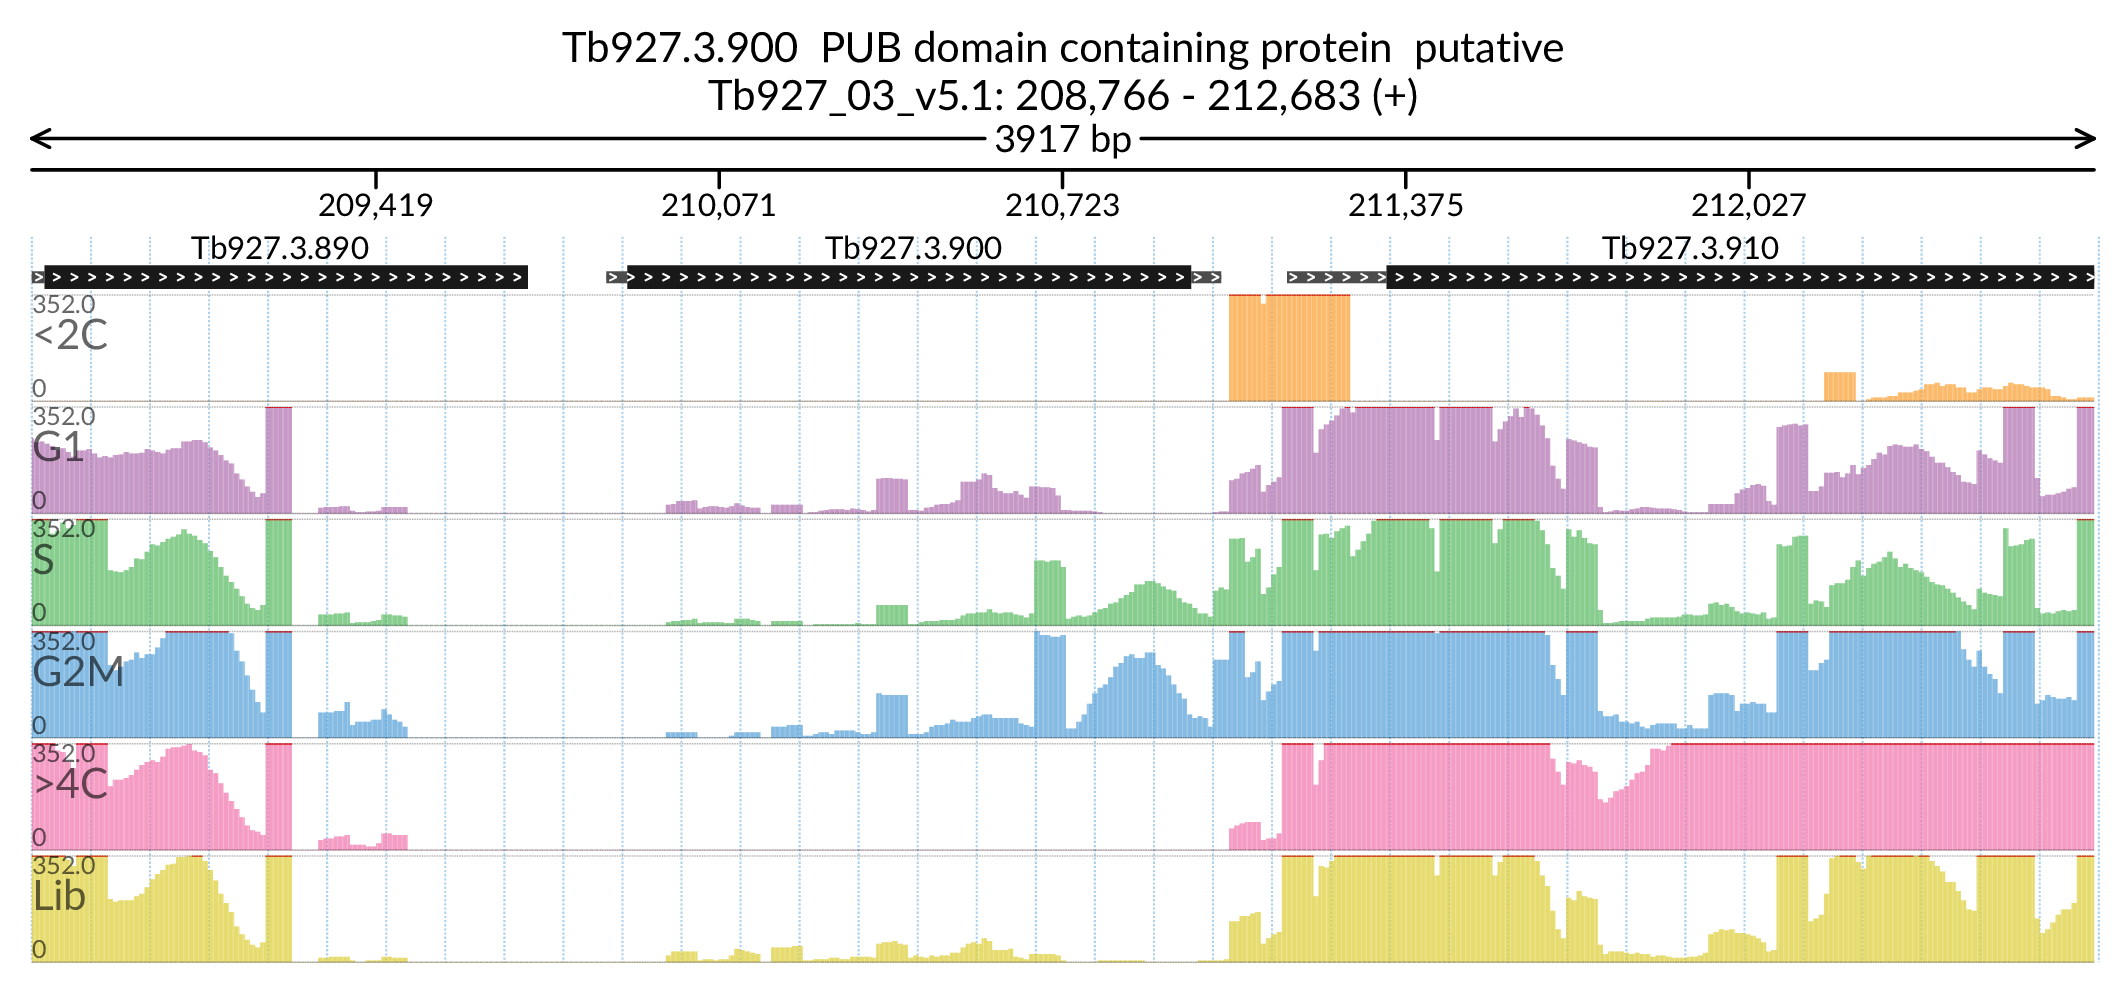 Tb927.3.900  PUB domain containing protein  putative
Tb927_03_v5.1: 208,766 - 212,683 (+)
3917 bp
209,419 210,071 210,723 211,375 212,027
Tb927.3.890 Tb927.3.900 Tb927.3.910
352.0
<2C
0
352.0
G1
0
352.0
S
0
352.0
G2M
0
352.0
>4C
0
352.0
Lib
0